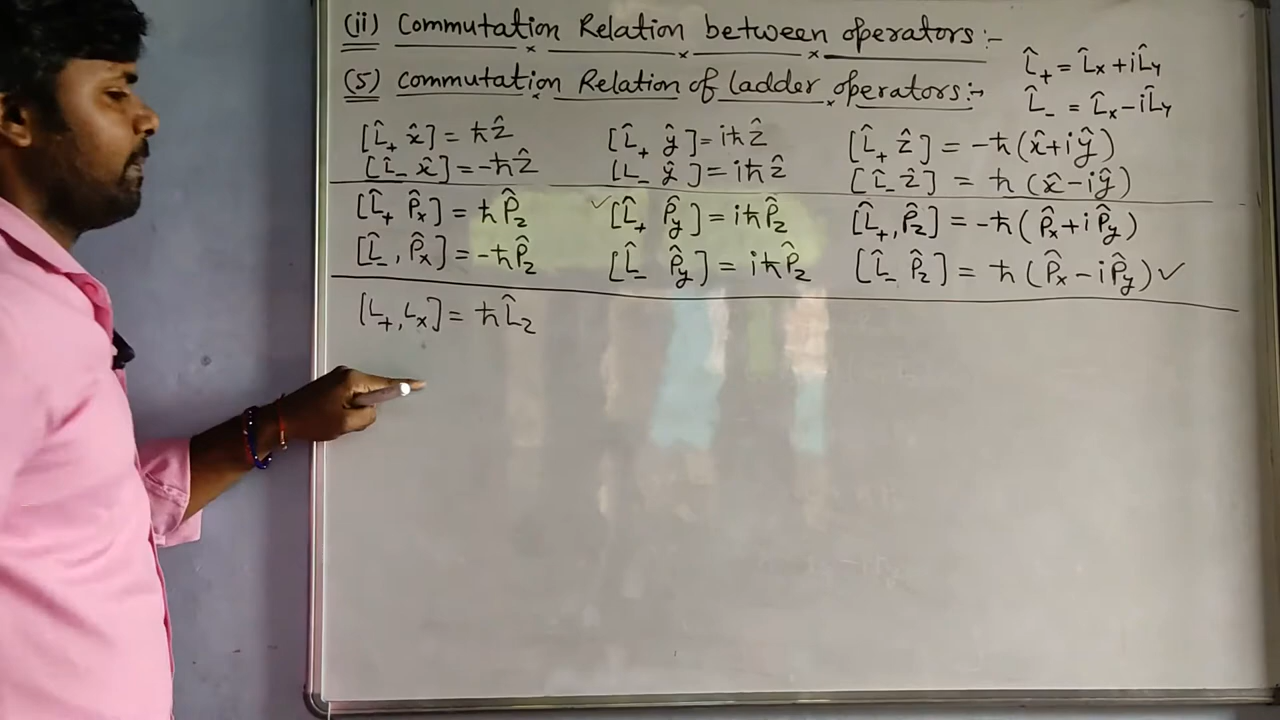 (ii) Commutation Relation between operators:-
(5) Commutation Relation of ladder operators:-
L̂₊ = L̂x + iL̂y
L̂₋ = L̂x - iL̂y
[L̂₊ x̂] = ħẑ [L̂₊ ŷ] = iħẑ [L̂₊ ẑ] = -ħ(x̂+iŷ)
[L̂₋ x̂] = -ħẑ [L₋ ŷ] = iħẑ [L̂₋ ẑ] = ħ(x̂-iŷ)
[L̂₊ P̂x] = ħP̂z ✓[L̂₊ P̂y] = iħP̂z [L̂₊, P̂z] = -ħ(P̂x+iP̂y)
[L̂₋, P̂x] = -ħP̂z [L̂₋ P̂y] = iħP̂z [L̂₋ P̂z] = ħ(P̂x-iP̂y) ✓
[L₊, Lx] = ħL̂z